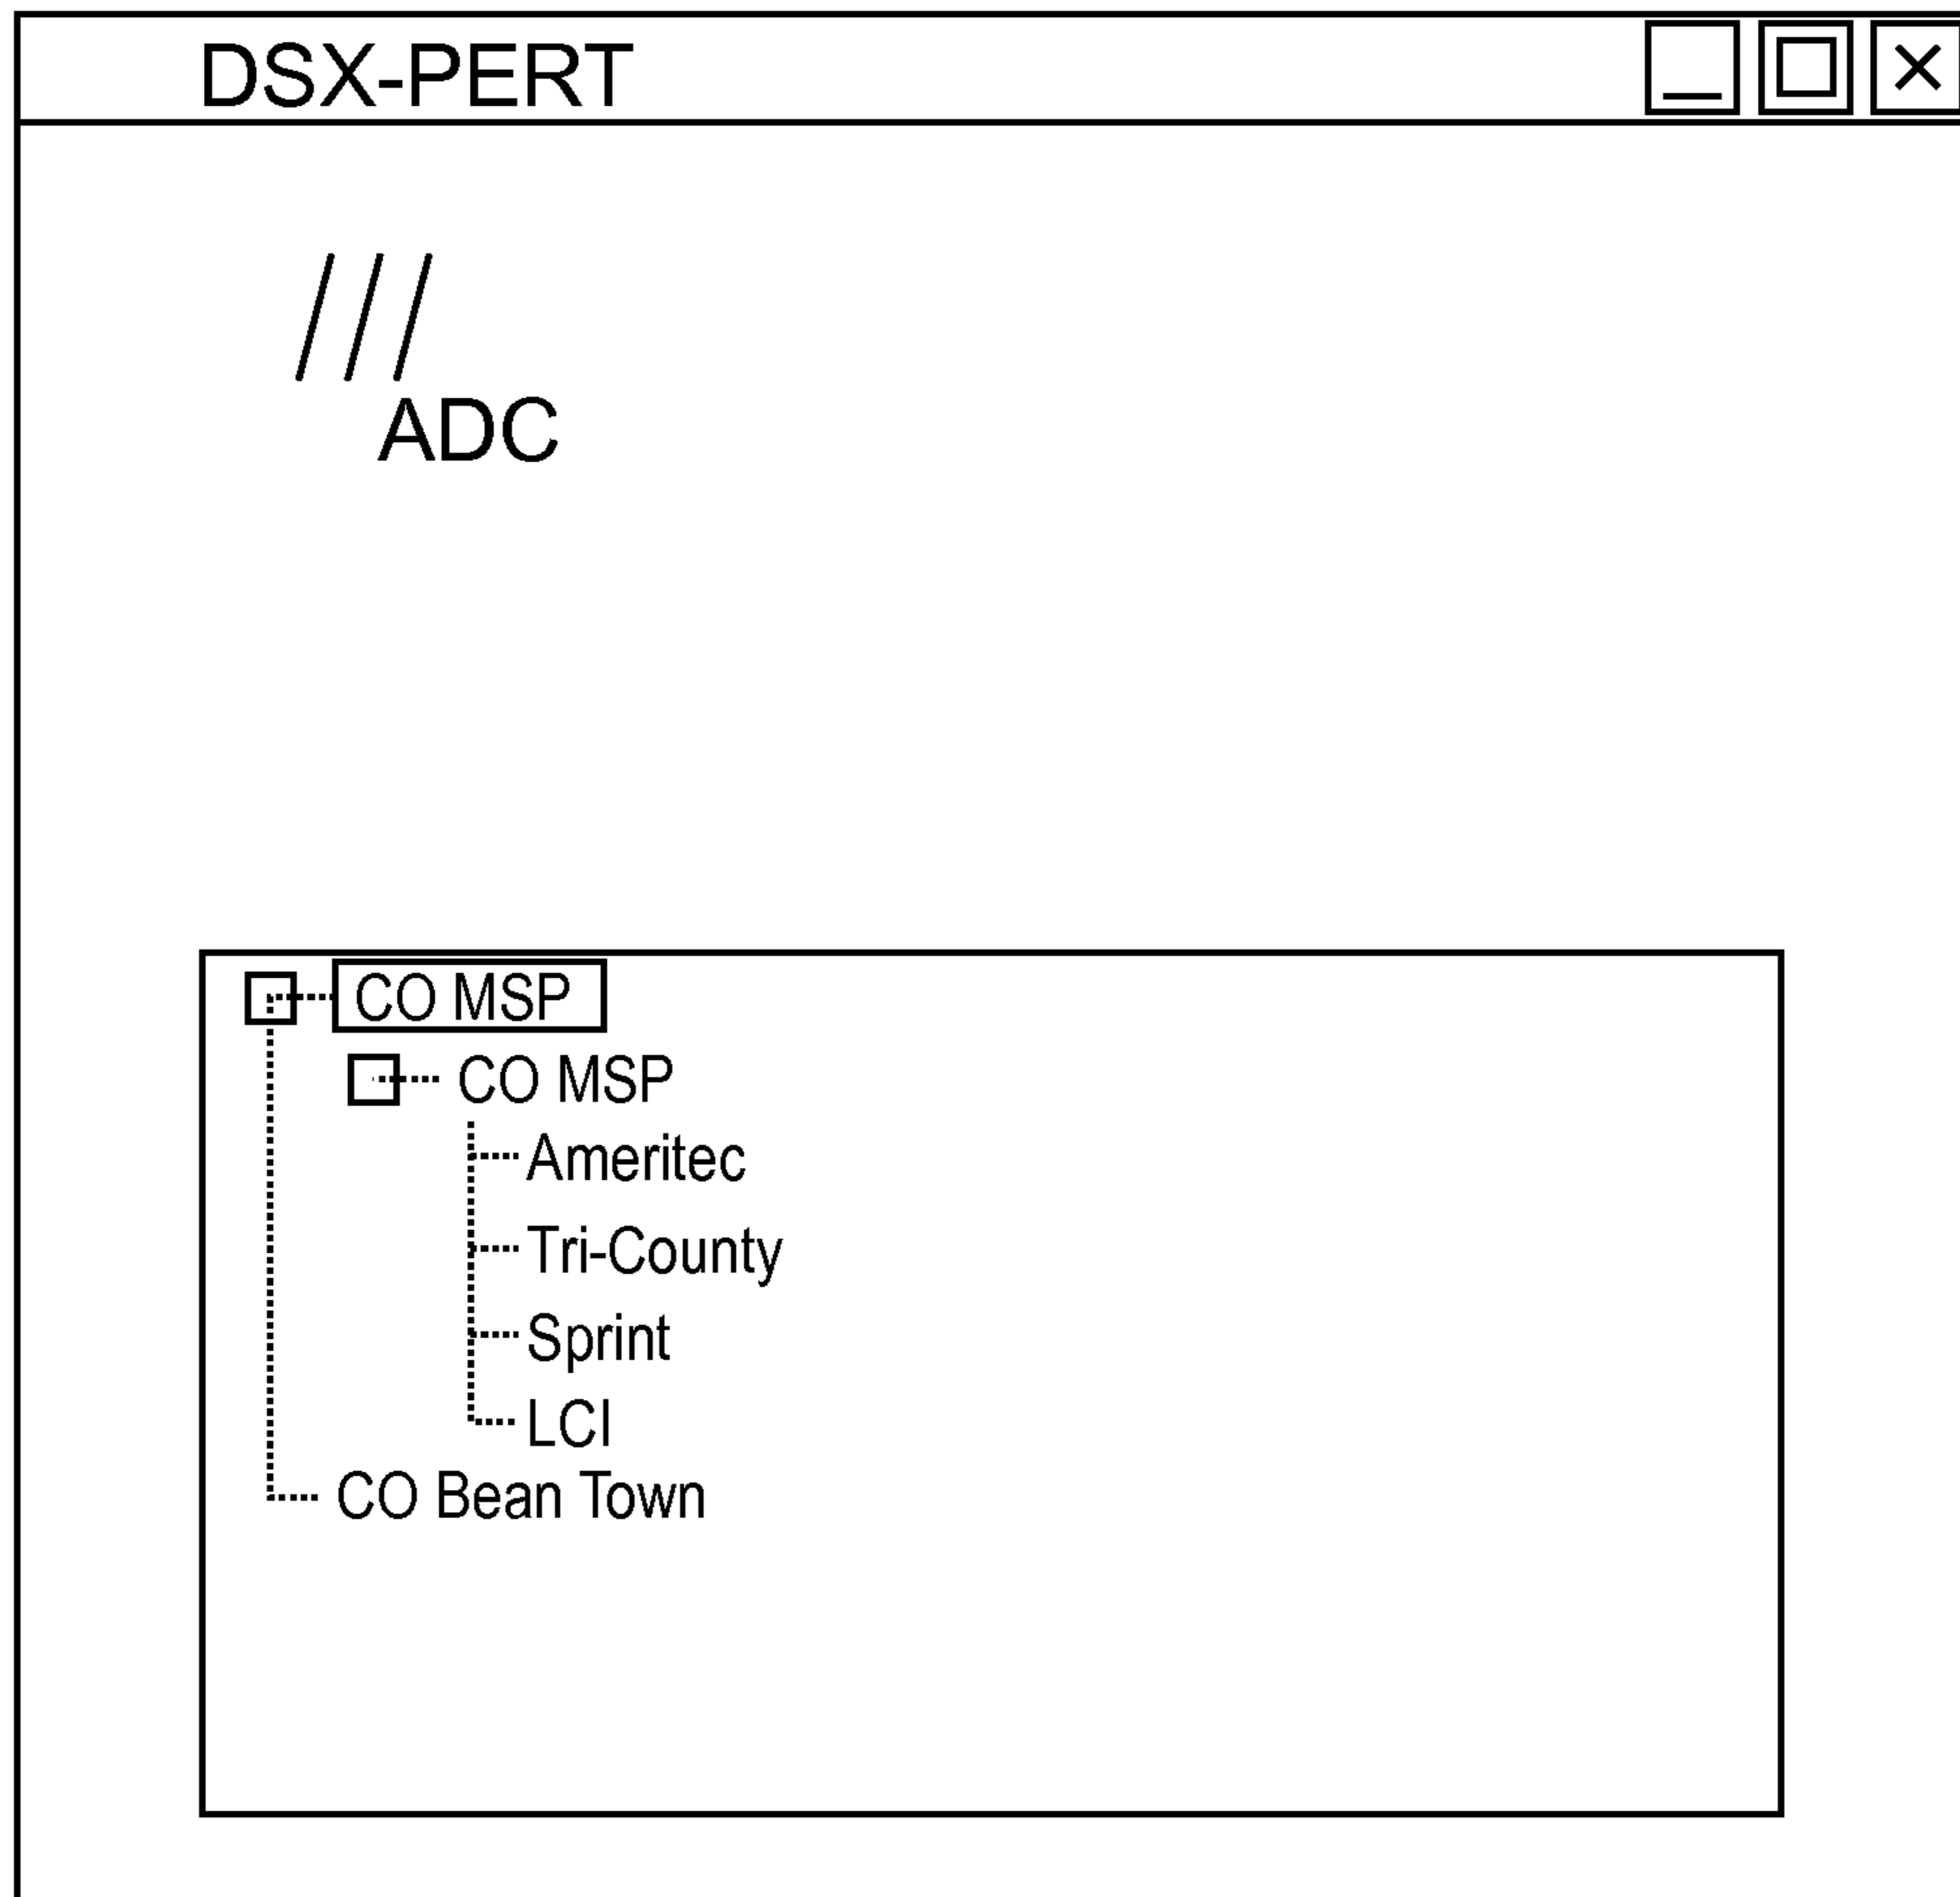 DSX-PERT
ADC
CO MSP
CO MSP
Ameritec
Tri-County
Sprint
LCI
CO Bean Town